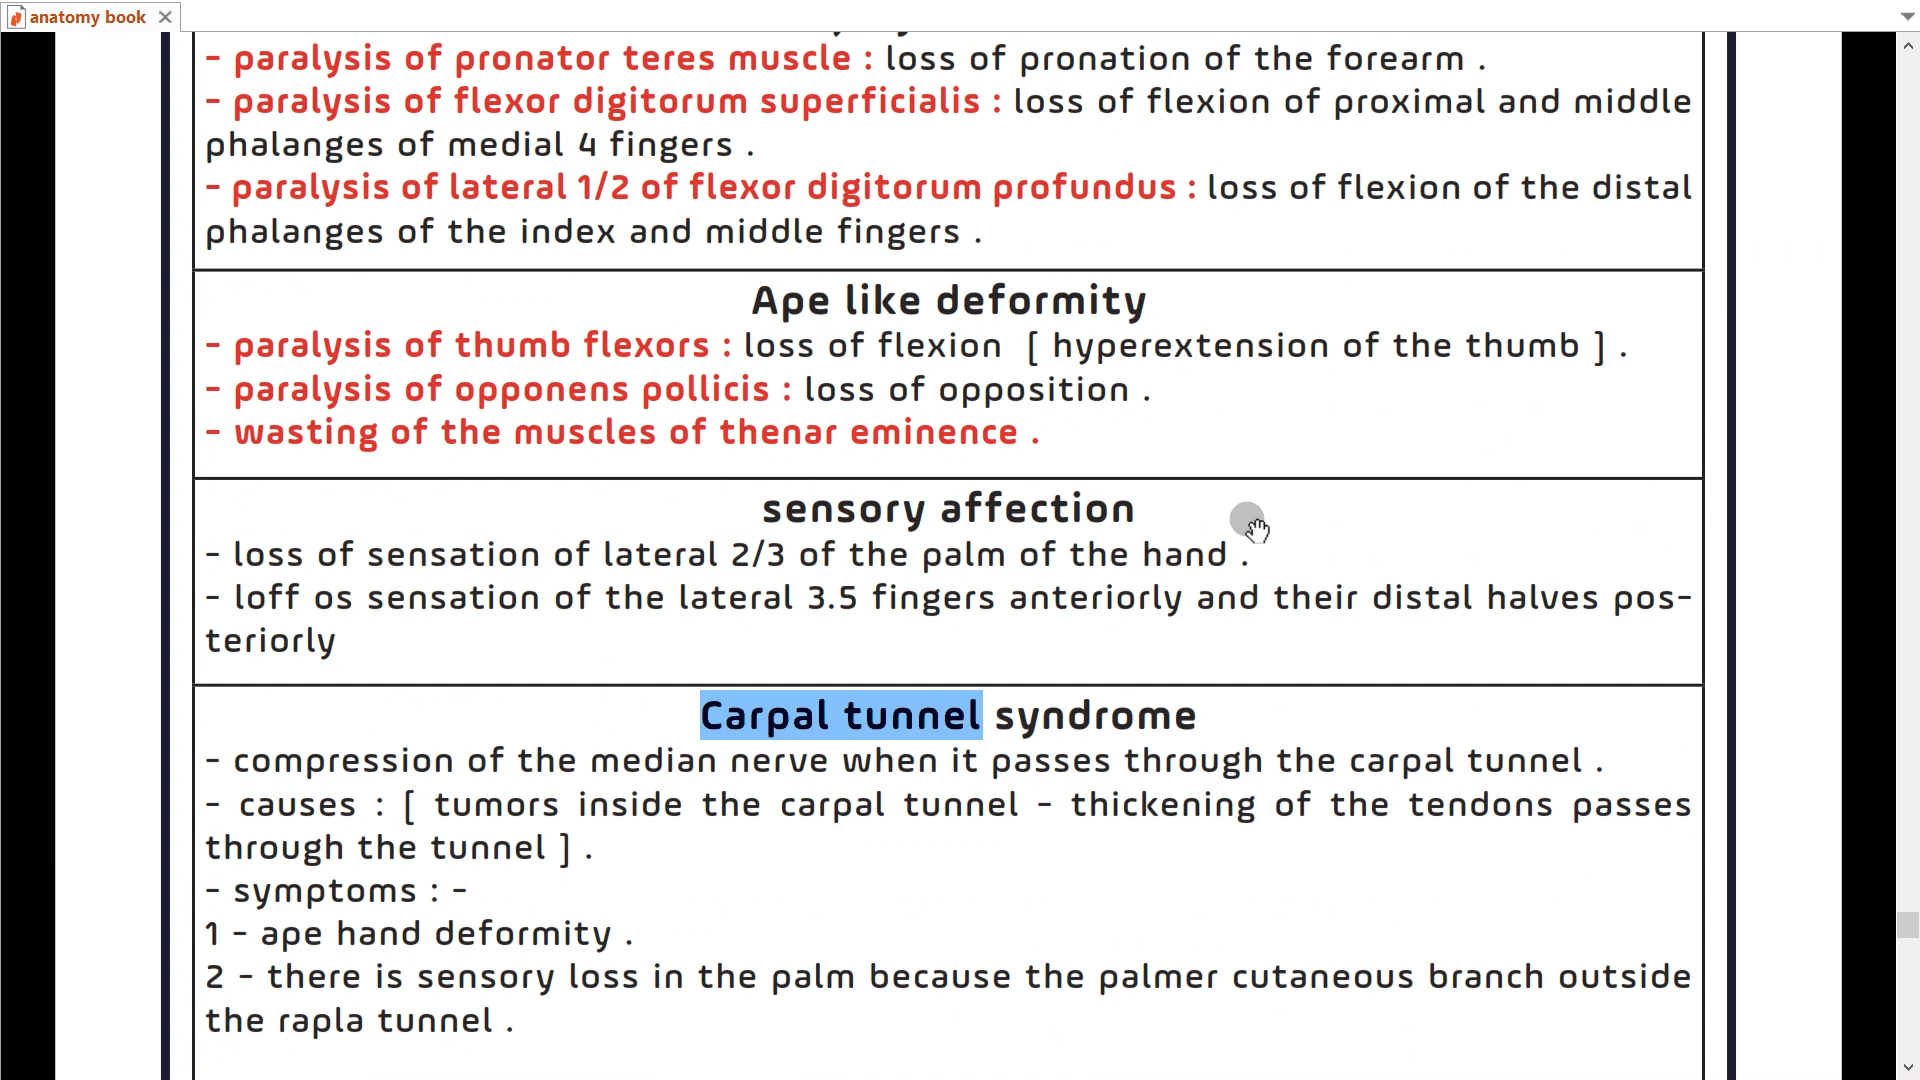 anatomy book
- paralysis of pronator teres muscle : loss of pronation of the forearm .
- paralysis of flexor digitorum superficialis : loss of flexion of proximal and middle
phalanges of medial 4 fingers .
- paralysis of lateral 1/2 of flexor digitorum profundus : loss of flexion of the distal
phalanges of the index and middle fingers .
Ape like deformity
- paralysis of thumb flexors : loss of flexion [ hyperextension of the thumb ] .
- paralysis of opponens pollicis : loss of opposition .
- wasting of the muscles of thenar eminence .
sensory affection
- loss of sensation of lateral 2/3 of the palm of the hand .
- loff os sensation of the lateral 3.5 fingers anteriorly and their distal halves pos-
teriorly
Carpal tunnel syndrome
- compression of the median nerve when it passes through the carpal tunnel .
- causes : [ tumors inside the carpal tunnel - thickening of the tendons passes
through the tunnel ] .
- symptoms : -
1 - ape hand deformity .
2 - there is sensory loss in the palm because the palmer cutaneous branch outside
the rapla tunnel .